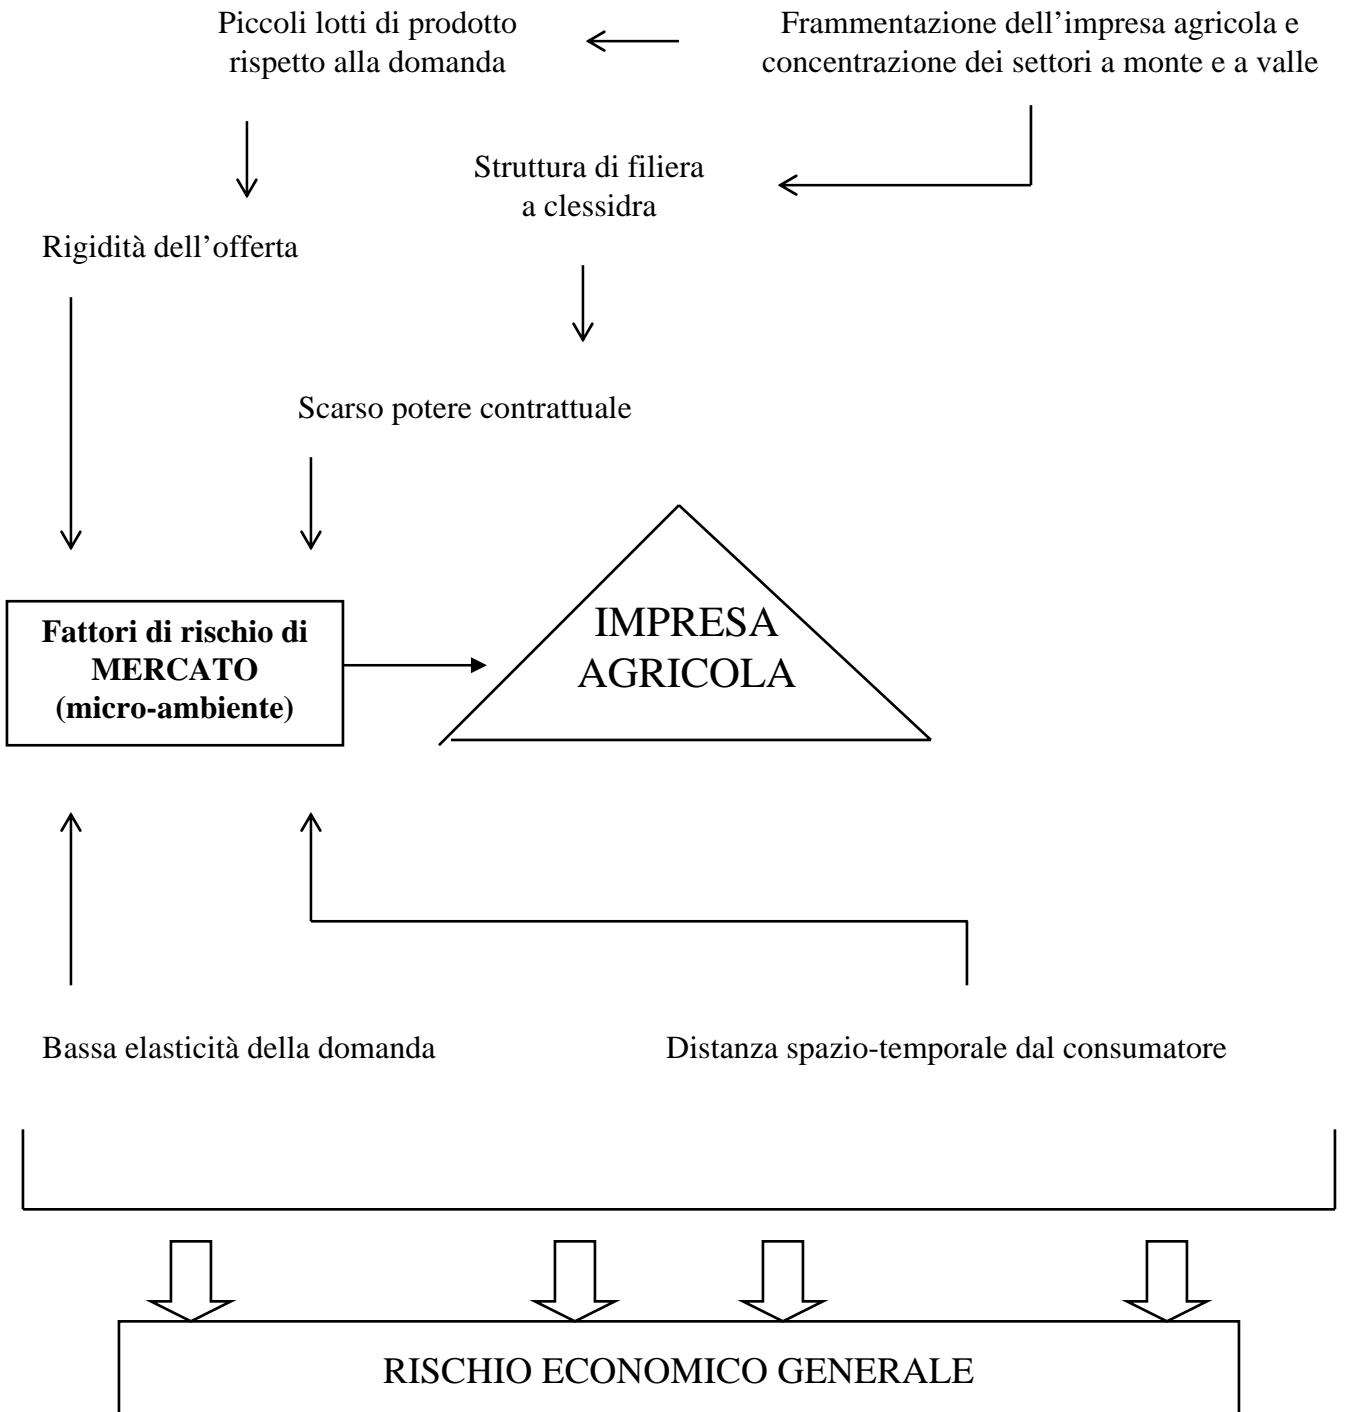 Piccoli lotti di prodotto
rispetto alla domanda
Frammentazione dell’impresa agricola e
concentrazione dei settori a monte e a valle
Struttura di filiera
a clessidra
Rigidità dell’offerta
Scarso potere contrattuale
Fattori di rischio di
MERCATO
(micro-ambiente)
IMPRESA
AGRICOLA
Bassa elasticità della domanda
Distanza spazio-temporale dal consumatore
RISCHIO ECONOMICO GENERALE